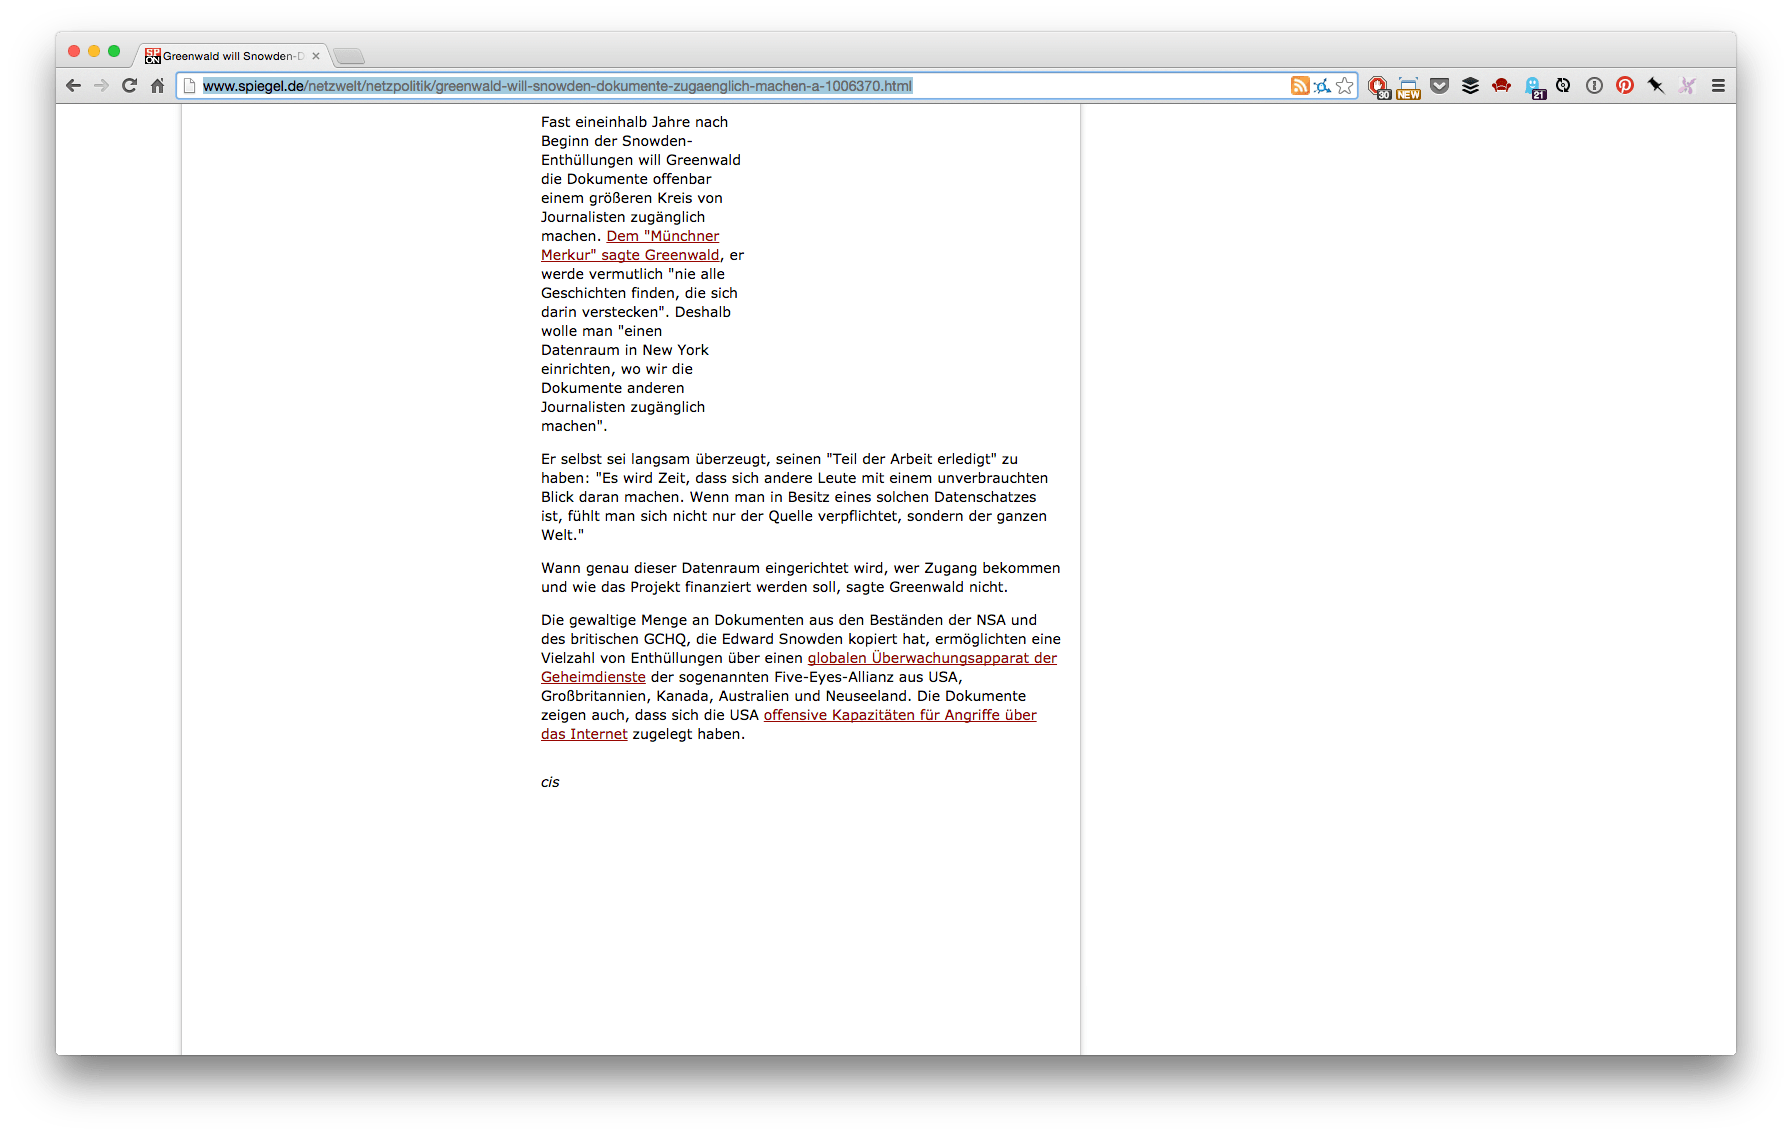 SP
ON
Greenwald will Snowden-D
www.spiegel.de/netzwelt/netzpolitik/greenwald-will-snowden-dokumente-zugaenglich-machen-a-1006370.html
30
NEW
21
Fast eineinhalb Jahre nach
Beginn der Snowden-
Enthüllungen will Greenwald
die Dokumente offenbar
einem größeren Kreis von
Journalisten zugänglich
machen. Dem "Münchner
Merkur" sagte Greenwald, er
werde vermutlich "nie alle
Geschichten finden, die sich
darin verstecken". Deshalb
wolle man "einen
Datenraum in New York
einrichten, wo wir die
Dokumente anderen
Journalisten zugänglich
machen".
Er selbst sei langsam überzeugt, seinen "Teil der Arbeit erledigt" zu
haben: "Es wird Zeit, dass sich andere Leute mit einem unverbrauchten
Blick daran machen. Wenn man in Besitz eines solchen Datenschatzes
ist, fühlt man sich nicht nur der Quelle verpflichtet, sondern der ganzen
Welt."
Wann genau dieser Datenraum eingerichtet wird, wer Zugang bekommen
und wie das Projekt finanziert werden soll, sagte Greenwald nicht.
Die gewaltige Menge an Dokumenten aus den Beständen der NSA und
des britischen GCHQ, die Edward Snowden kopiert hat, ermöglichten eine
Vielzahl von Enthüllungen über einen globalen Überwachungsapparat der
Geheimdienste der sogenannten Five-Eyes-Allianz aus USA,
Großbritannien, Kanada, Australien und Neuseeland. Die Dokumente
zeigen auch, dass sich die USA offensive Kapazitäten für Angriffe über
das Internet zugelegt haben.
cis